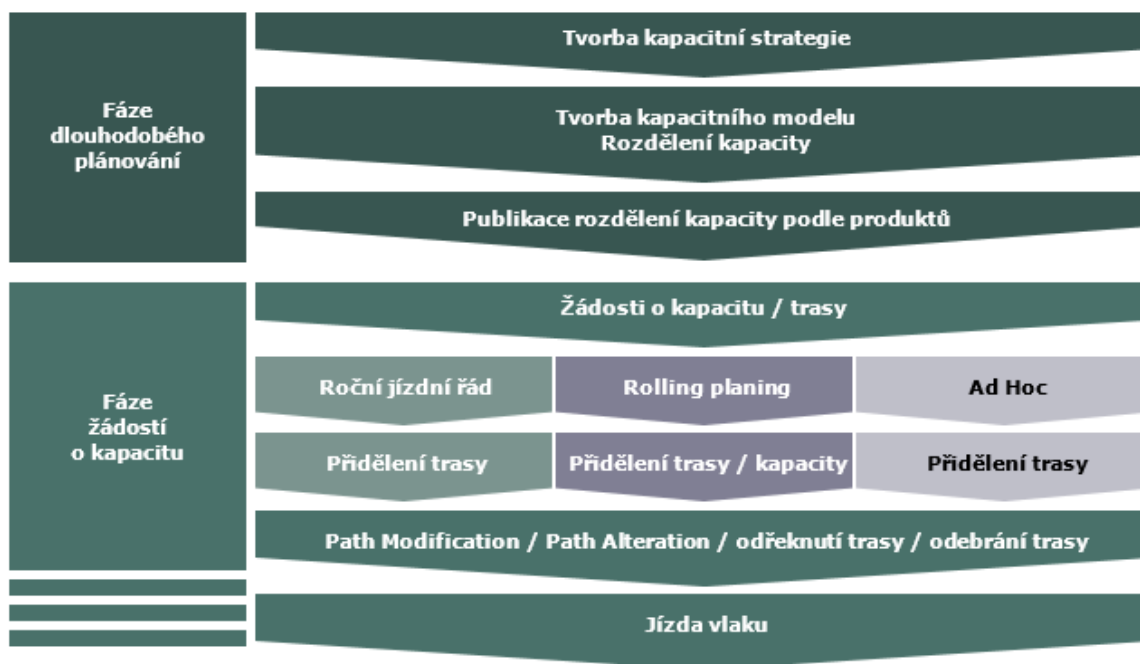 Fáze
dlouhodobého
plánování
Tvorba kapacitní strategie
Tvorba kapacitního modelu
Rozdělení kapacity
Publikace rozdělení kapacity podle produktů
Fáze
žádostí
o kapacitu
Žádosti o kapacitu / trasy
Roční jízdní řád
Rolling planing
Ad Hoc
Přidělení trasy
Přidělení trasy / kapacity
Přidělení trasy
Path Modification / Path Alteration / odřeknutí trasy / odebrání trasy
Jízda vlaku